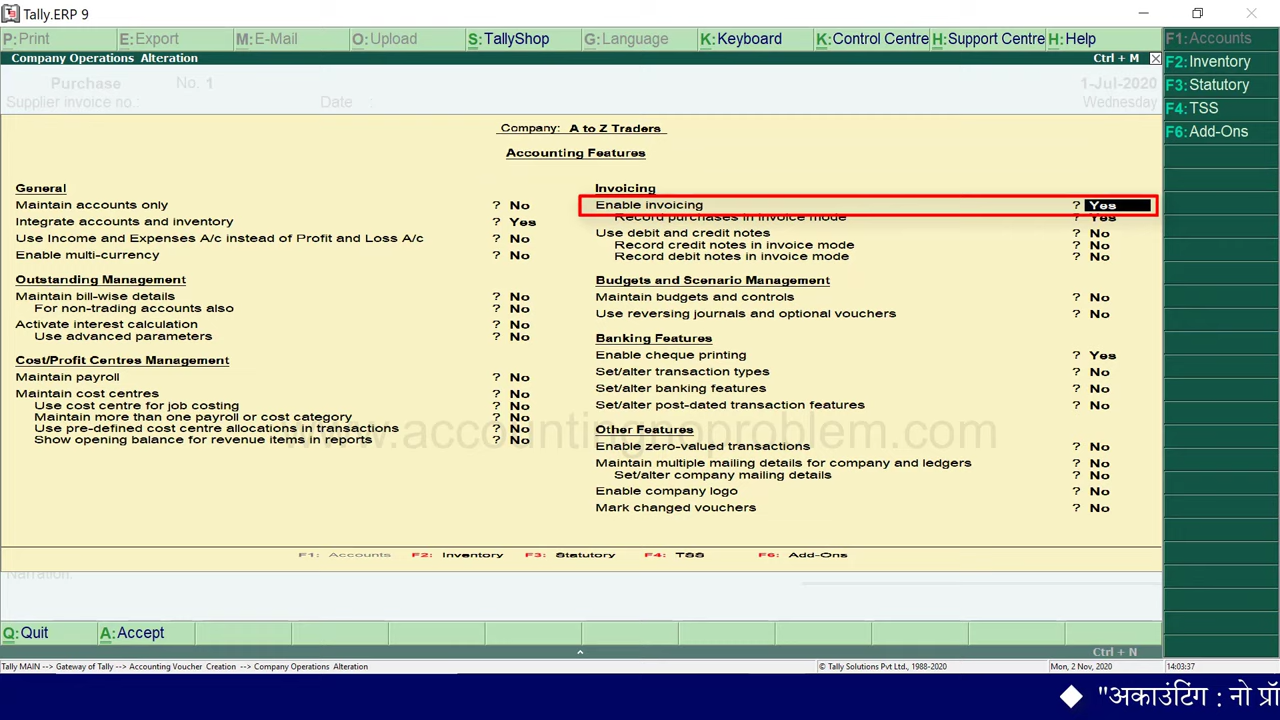 Tally.ERP 9
P:Print E:Export M:E-Mail O:Upload S:TallyShop G:Language K:Keyboard K:Control Centre H:Support Centre H:Help F1:Accounts
Company Operations Alteration Ctrl + M
F2:Inventory
Purchase No. 1 1-Jul-2020
F3:Statutory
Supplier invoice no.: Date : Wednesday
F4:TSS
Company: A to Z Traders
F6:Add-Ons
Accounting Features
General
Maintain accounts only ? No
Integrate accounts and inventory ? Yes
Use Income and Expenses A/c instead of Profit and Loss A/c ? No
Enable multi-currency ? No
Outstanding Management
Maintain bill-wise details ? No
For non-trading accounts also ? No
Activate interest calculation ? No
Use advanced parameters ? No
Cost/Profit Centres Management
Maintain payroll ? No
Maintain cost centres ? No
Use cost centre for job costing ? No
Maintain more than one payroll or cost category ? No
Use pre-defined cost centre allocations in transactions ? No
Show opening balance for revenue items in reports ? No
Invoicing
Enable invoicing ? Yes
Record purchases in invoice mode ? Yes
Use debit and credit notes ? No
Record credit notes in invoice mode ? No
Record debit notes in invoice mode ? No
Budgets and Scenario Management
Maintain budgets and controls ? No
Use reversing journals and optional vouchers ? No
Banking Features
Enable cheque printing ? Yes
Set/alter transaction types ? No
Set/alter banking features ? No
Set/alter post-dated transaction features ? No
Other Features
Enable zero-valued transactions ? No
Maintain multiple mailing details for company and ledgers ? No
Set/alter company mailing details ? No
Enable company logo ? No
Mark changed vouchers ? No
www.accountingnoproblem.com
F1: Accounts F2: Inventory F3: Statutory F4: TSS F6: Add-Ons
Narration:
Q:Quit A:Accept
Ctrl + N
Tally MAIN --> Gateway of Tally --> Accounting Voucher Creation --> Company Operations Alteration © Tally Solutions Pvt Ltd., 1988-2020 Mon, 2 Nov, 2020 14:03:37
"अकाउंटिंग : नो प्रॉ